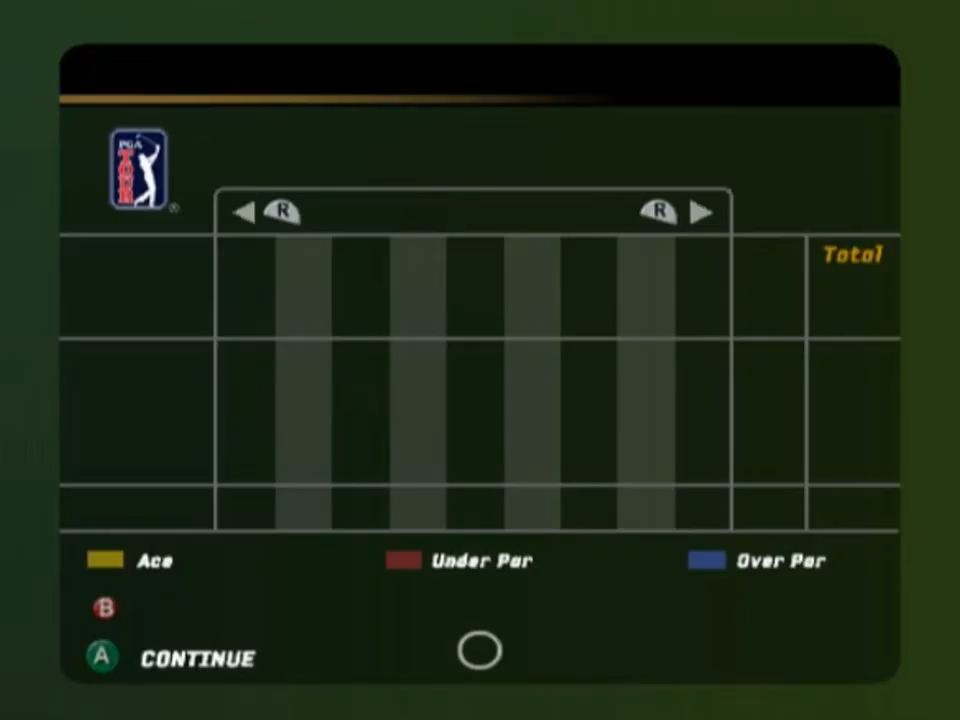 PGA
TOUR
®
R R
Total
Ace Under Par Over Par
B
A CONTINUE